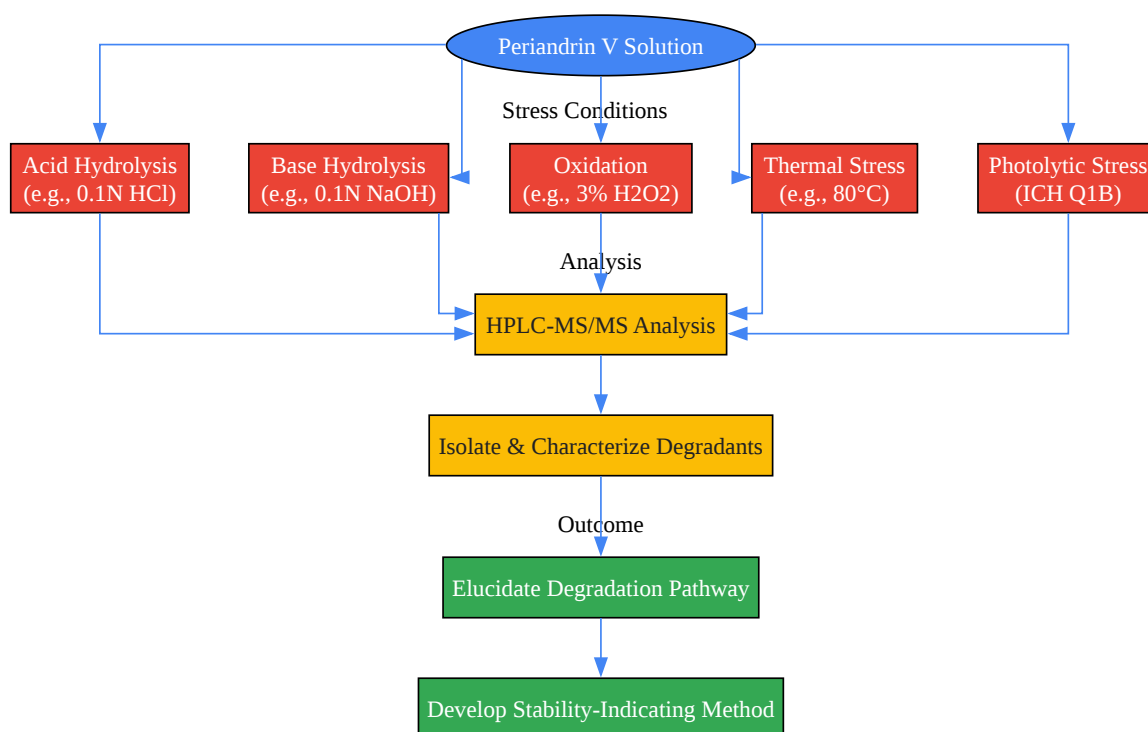 Periandrin V Solution
Stress Conditions
Acid Hydrolysis
(e.g., 0.1N HCl)
Base Hydrolysis
(e.g., 0.1N NaOH)
Oxidation
(e.g., 3% H2O2)
Thermal Stress
(e.g., 80°C)
Photolytic Stress
(ICH Q1B)
Analysis
HPLC-MS/MS Analysis
Isolate & Characterize Degradants
Outcome
Elucidate Degradation Pathway
Develop Stability-Indicating Method